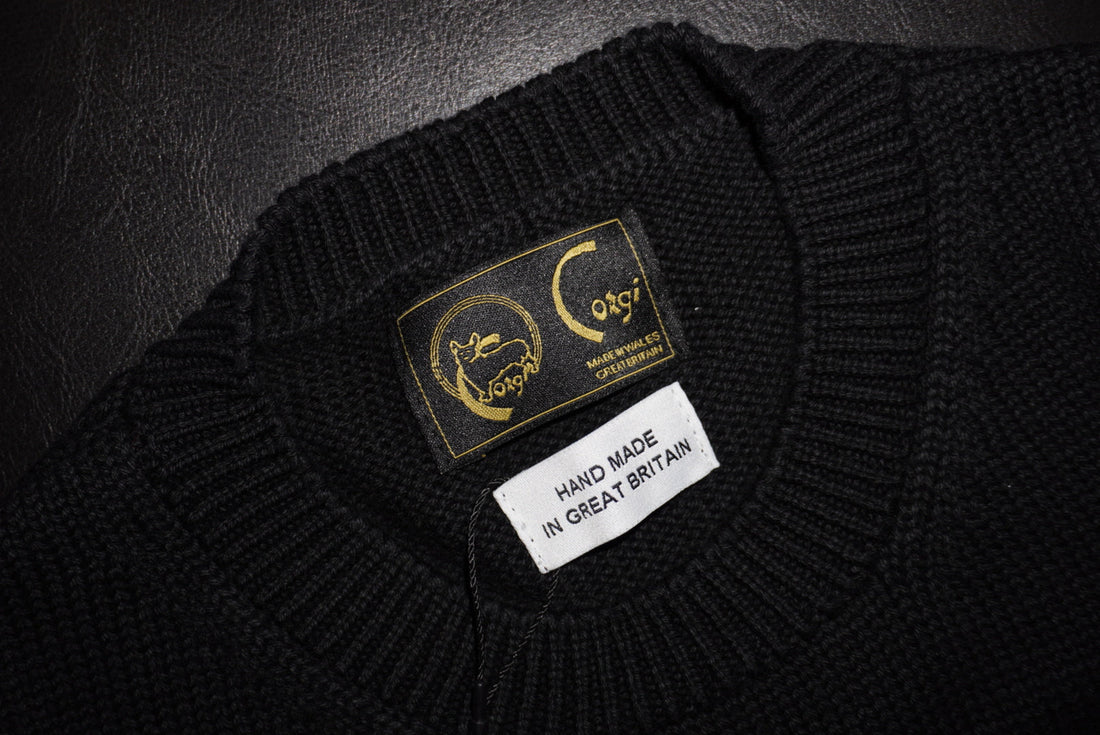 Corgi
Corgi
MADE IN WALES
GREAT BRITAIN
HAND MADE
IN GREAT BRITAIN